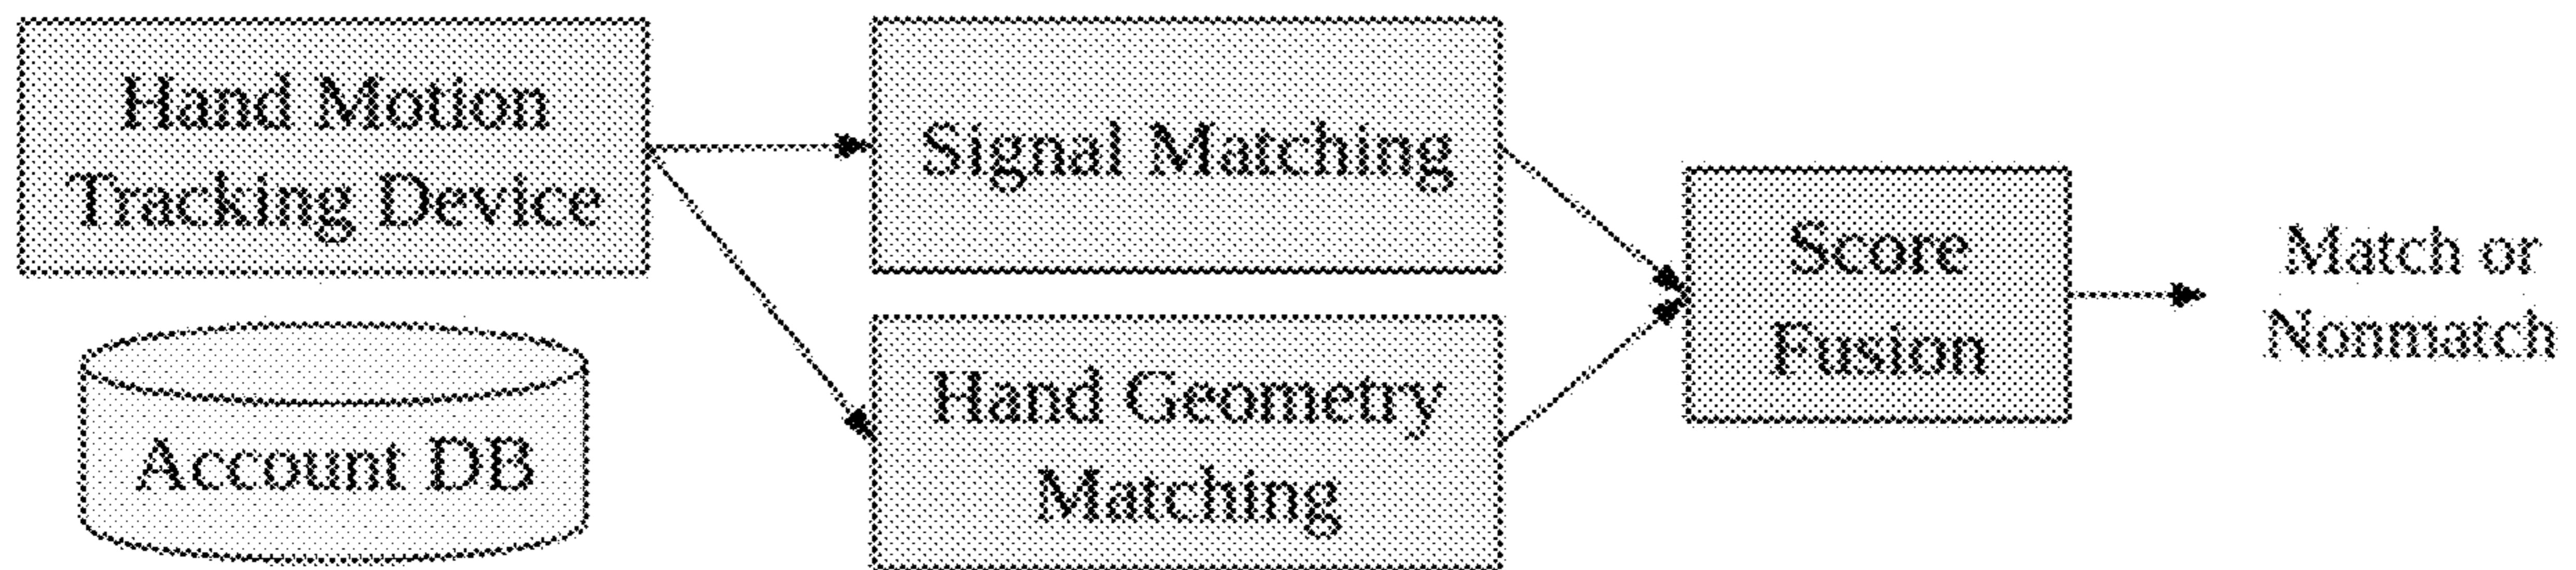 Hand Motion
Tracking Device
Account DB
Signal Matching
Hand Geometry
Matching
Score
Fusion
Match or
Nonmatch